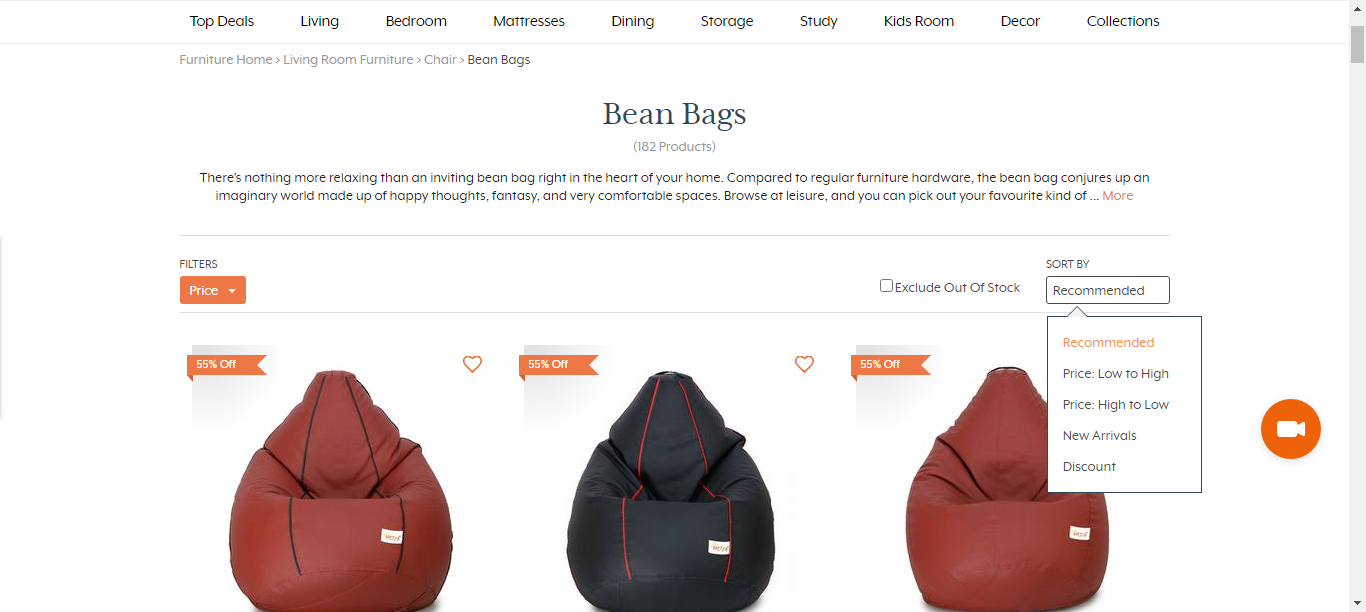 Top Deals Living Bedroom Mattresses Dining Storage Study Kids Room Decor Collections
Furniture Home > Living Room Furniture > Chair > Bean Bags
Bean Bags
(182 Products)
There's nothing more relaxing than an inviting bean bag right in the heart of your home. Compared to regular furniture hardware, the bean bag conjures up an
imaginary world made up of happy thoughts, fantasy, and very comfortable spaces. Browse at leisure, and you can pick out your favourite kind of ... More
FILTERS
Price
Exclude Out Of Stock
SORT BY
Recommended
Recommended
Price: Low to High
Price: High to Low
New Arrivals
Discount
55% Off
55% Off
55% Off